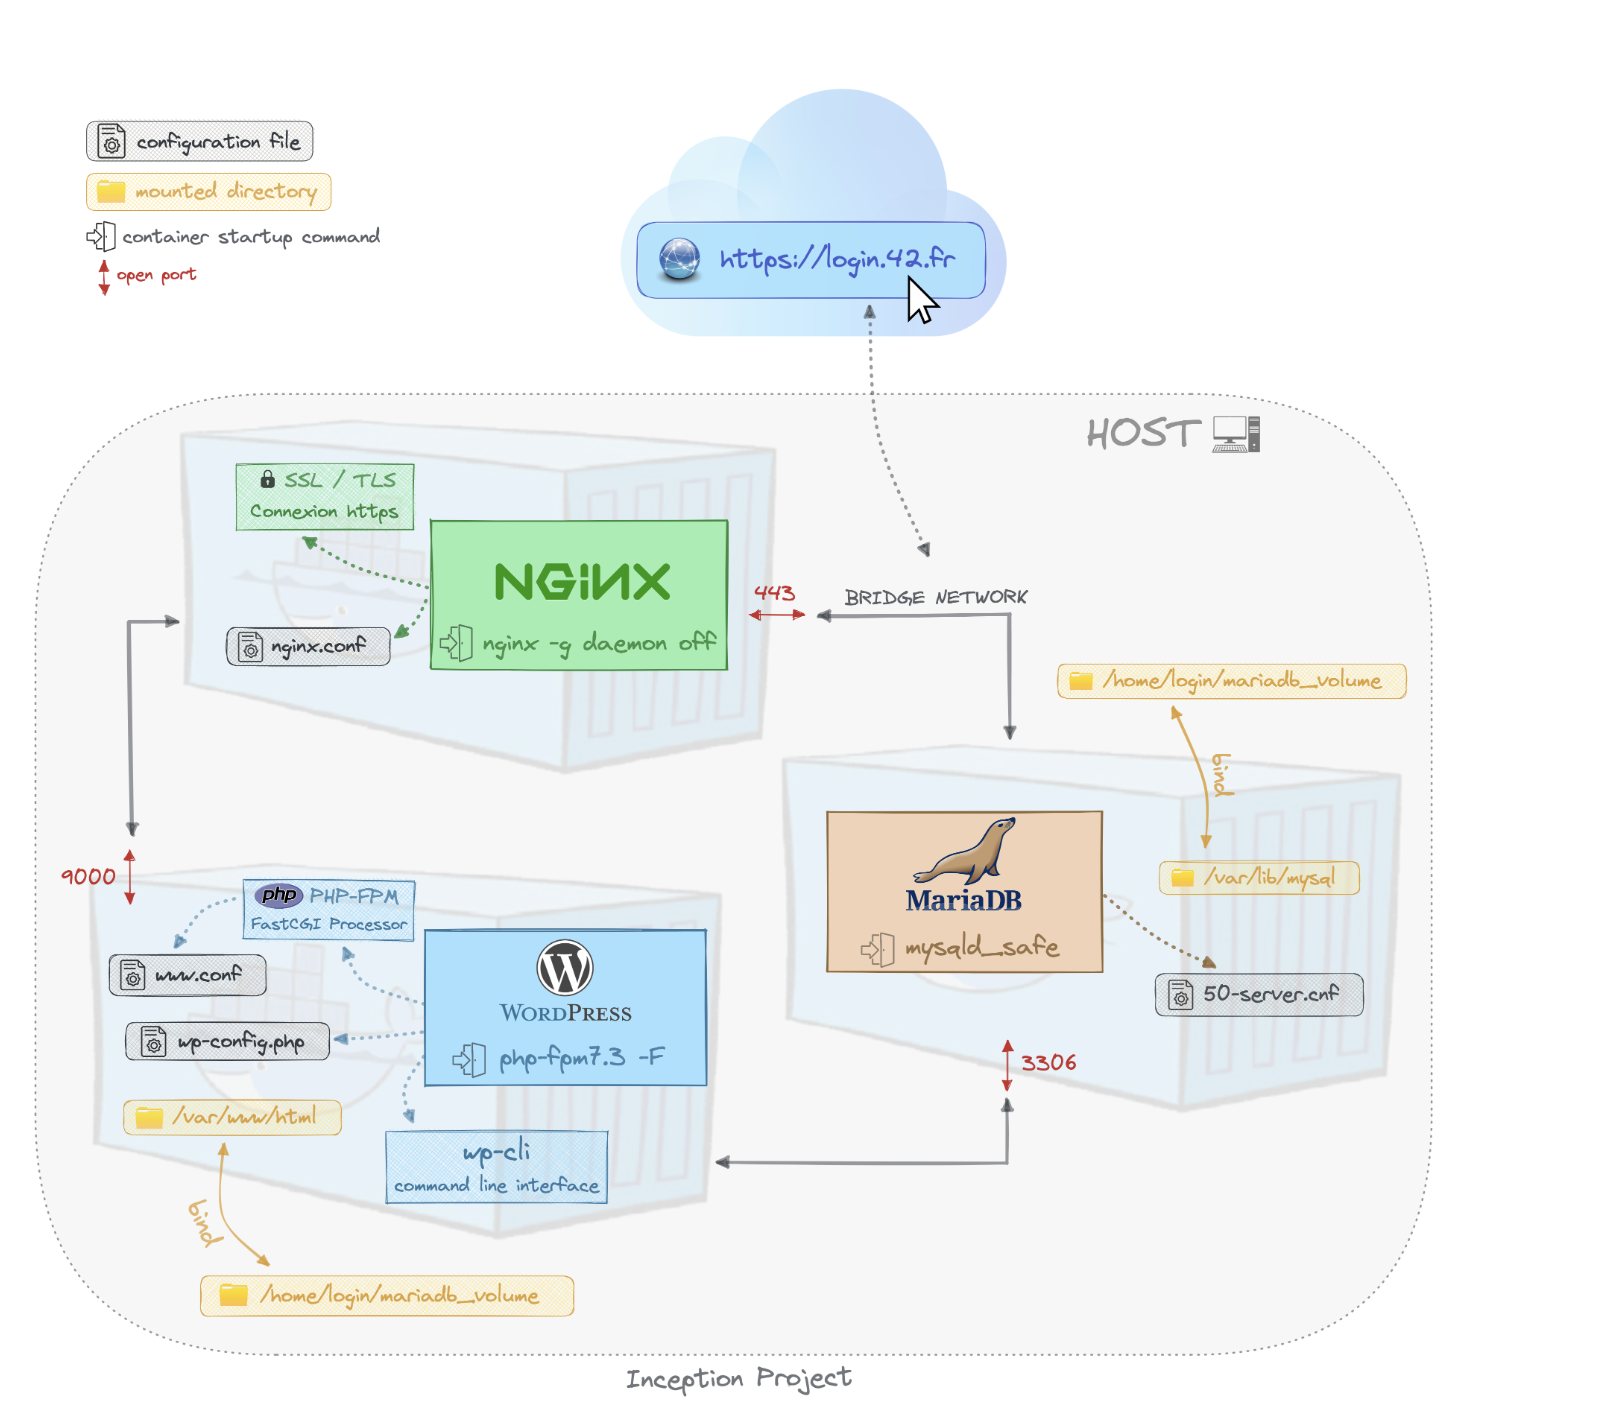 configuration file
mounted directory
container startup command
open port
https://login.42.fr
HOST
SSL / TLS
Connexion https
NGiNX
nginx -g daemon off
nginx.conf
443
BRIDGE NETWORK
/home/login/mariadb_volume
bind
/var/lib/mysql
MariaDB
mysqld_safe
50-server.cnf
3306
9000
php PHP-FPM
FastCGI Processor
www.conf
wp-config.php
W
WORDPRESS
php-fpm7.3 -F
/var/www/html
wp-cli
command line interface
bind
/home/login/mariadb_volume
Inception Project